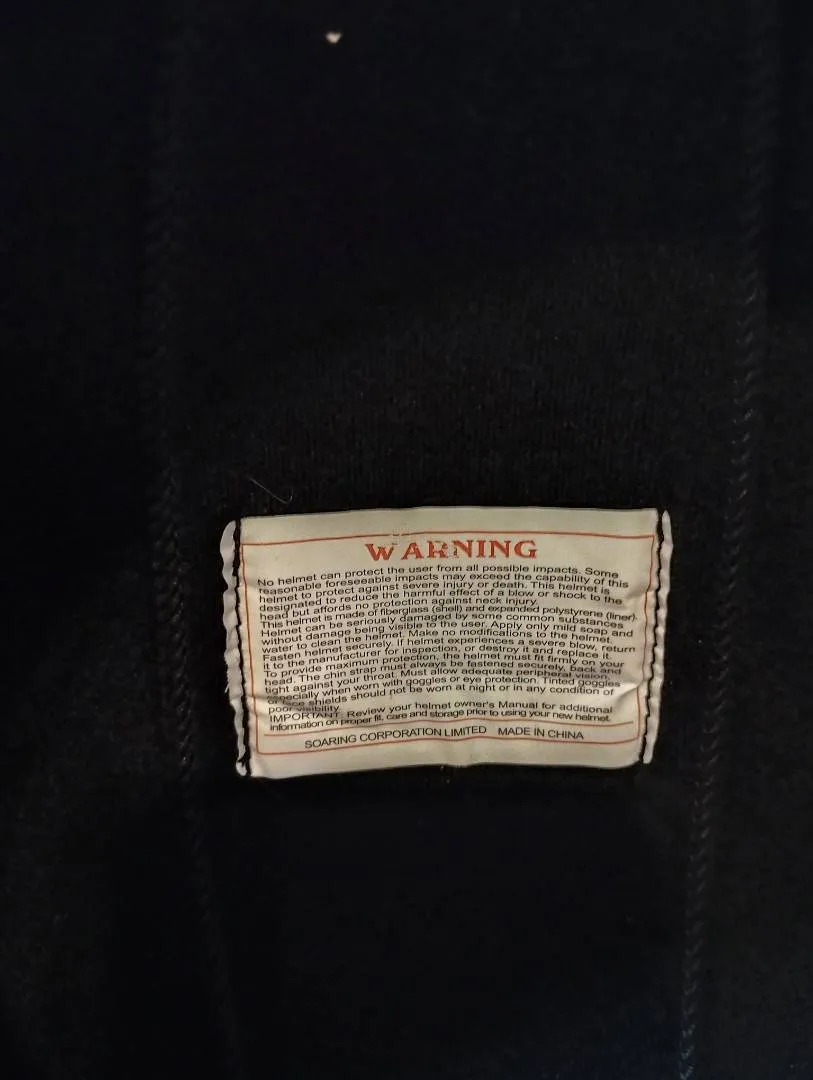 WARNING
No helmet can protect the user from all possible impacts. Some
reasonable foreseeable impacts may exceed the capability of this
helmet to protect against severe injury or death. This helmet is
designated to reduce the harmful effect of a blow or shock to the
head but affords no protection against neck injury.
This helmet is made of fiberglass (shell) and expanded polystyrene (liner).
Helmet can be seriously damaged by some common substances
without damage being visible to the user. Apply only mild soap and
water to clean the helmet. Make no modifications to the helmet.
Fasten helmet securely. If helmet experiences a severe blow, return
it to the manufacturer for inspection, or destroy it and replace it.
To provide maximum protection, the helmet must fit firmly on your
head. The chin strap must always be fastened securely, back and
tight against your throat. Must allow adequate peripheral vision,
especially when worn with goggles or eye protection. Tinted goggles
or face shields should not be worn at night or in any condition of
poor visibility.
IMPORTANT: Review your helmet owner's Manual for additional
information on proper fit, care and storage prior to using your new helmet.
SOARING CORPORATION LIMITED MADE IN CHINA